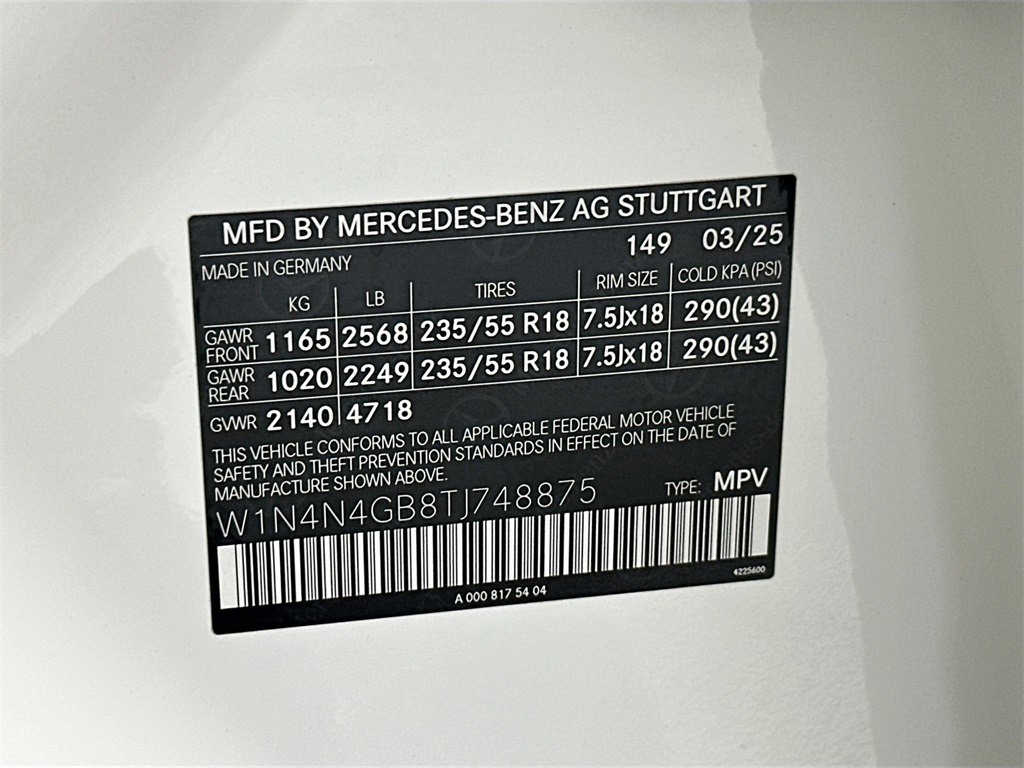 MFD BY MERCEDES-BENZ AG STUTTGART
149 03/25
MADE IN GERMANY
KG LB TIRES RIM SIZE COLD KPA (PSI)
GAWR FRONT 1165 2568 235/55 R18 7.5Jx18 290(43)
GAWR REAR 1020 2249 235/55 R18 7.5Jx18 290(43)
GVWR 2140 4718
THIS VEHICLE CONFORMS TO ALL APPLICABLE FEDERAL MOTOR VEHICLE
SAFETY AND THEFT PREVENTION STANDARDS IN EFFECT ON THE DATE OF
MANUFACTURE SHOWN ABOVE.
W1N4N4GB8TJ748875 TYPE: MPV
4225600
A 000 817 54 04